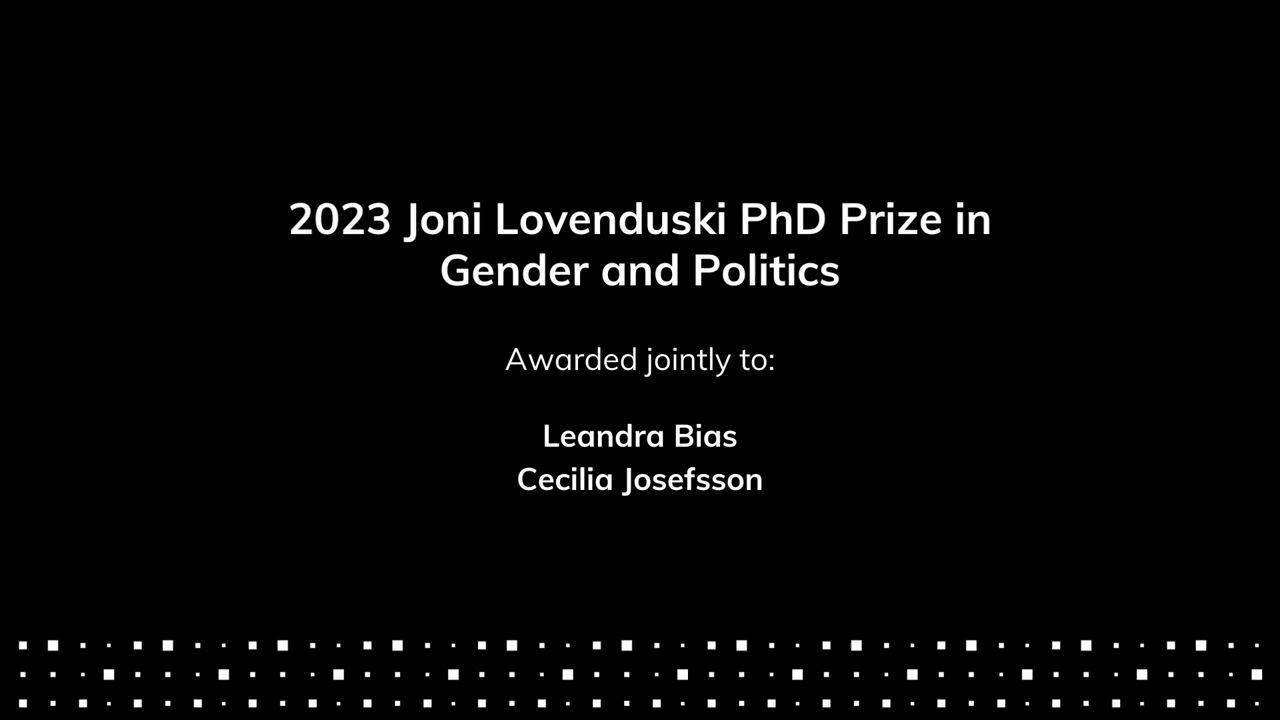 2023 Joni Lovenduski PhD Prize in
Gender and Politics
Awarded jointly to:
Leandra Bias
Cecilia Josefsson